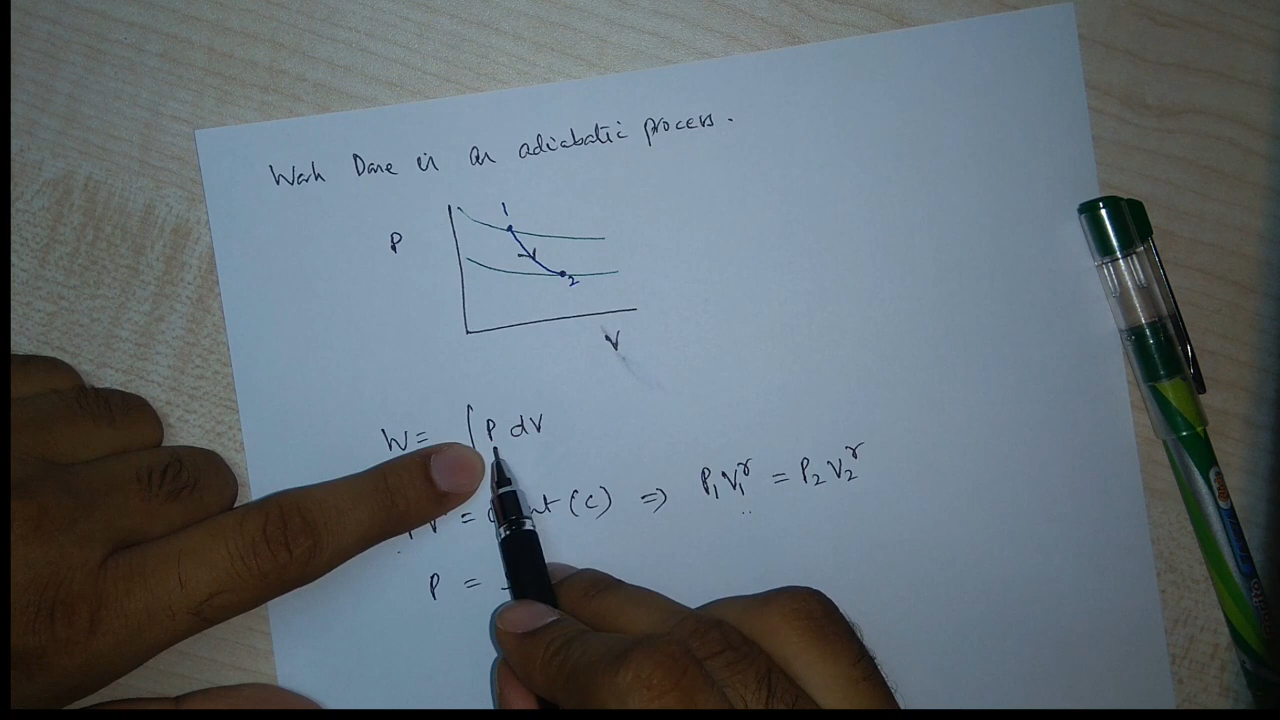 Work Done in an adiabatic process.
1
P
2
V
W = ∫ P dV
(C) ⇒ P₁V₁^γ = P₂V₂^γ
P =